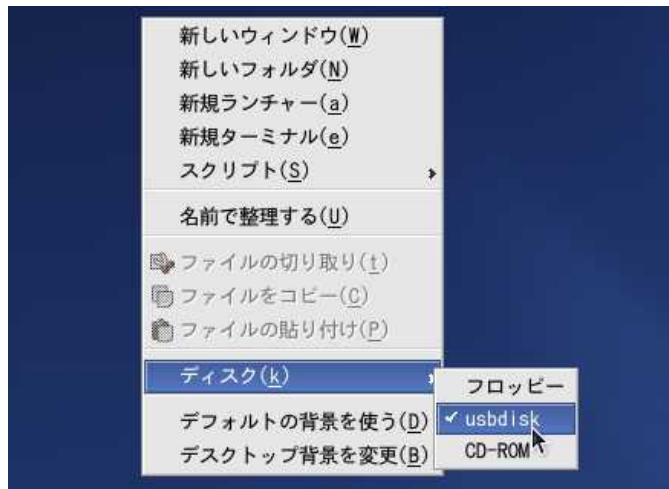 新しいウィンドウ(W)
新しいフォルダ(N)
新規ランチャー(a)
新規ターミナル(e)
スクリプト(S)
名前で整理する(U)
ファイルの切り取り(t)
ファイルをコピー(C)
ファイルの貼り付け(P)
ディスク(k)
フロッピー
デフォルトの背景を使う(D)
usbdisk
デスクトップ背景を変更(B)
CD-ROM